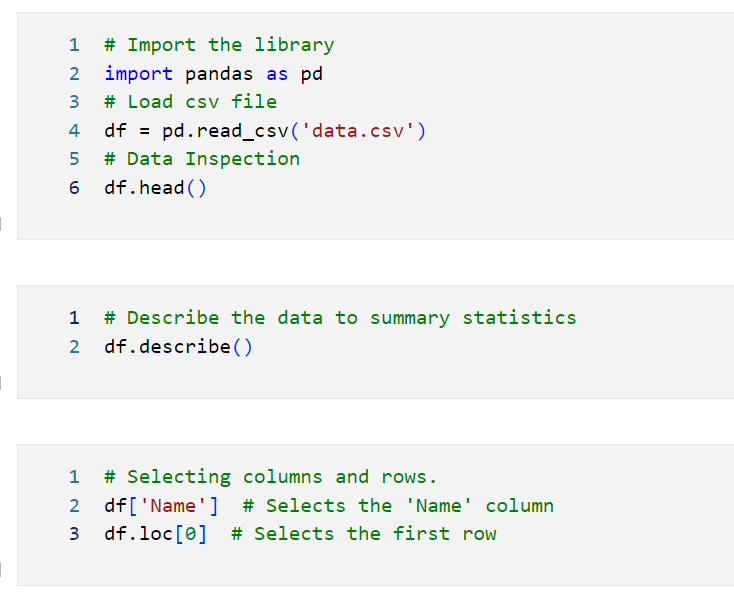 1 # Import the library
2 import pandas as pd
3 # Load csv file
4 df = pd.read_csv('data.csv')
5 # Data Inspection
6 df.head()
1 # Describe the data to summary statistics
2 df.describe()
1 # Selecting columns and rows.
2 df['Name']  # Selects the 'Name' column
3 df.loc[0]  # Selects the first row